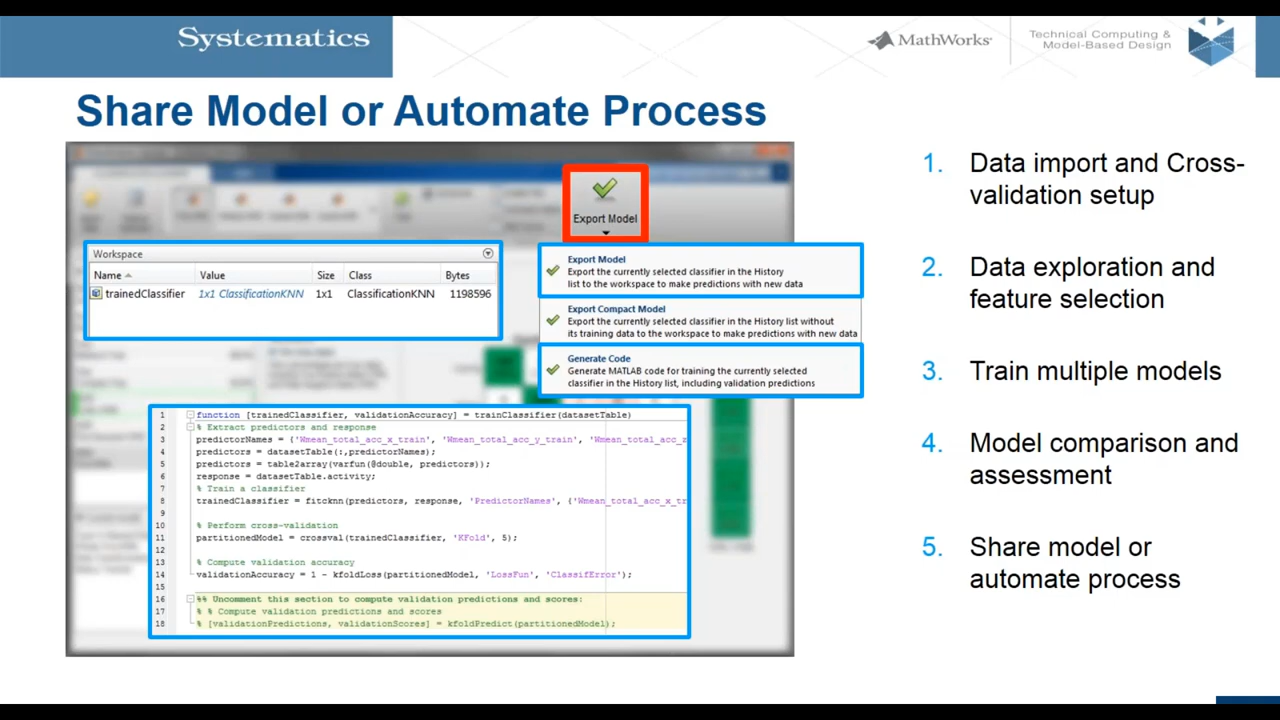 Systematics
MathWorks
Technical Computing &
Model-Based Design
Share Model or Automate Process
Export Model
Workspace
Name Value Size Class Bytes
trainedClassifier 1x1 ClassificationKNN 1x1 ClassificationKNN 1198596
Export Model
Export the currently selected classifier in the History
list to the workspace to make predictions with new data
Export Compact Model
Export the currently selected classifier in the History list without
its training data to the workspace to make predictions with new data
Generate Code
Generate MATLAB code for training the currently selected
classifier in the History list, including validation predictions
1 function [trainedClassifier, validationAccuracy] = trainClassifier(datasetTable)
2 % Extract predictors and response
3 predictorNames = {'Wmean_total_acc_x_train', 'Wmean_total_acc_y_train', 'Wmean_total_acc_z
4 predictors = datasetTable(:,predictorNames);
5 predictors = table2array(varfun(@double, predictors));
6 response = datasetTable.activity;
7 % Train a classifier
8 trainedClassifier = fitcknn(predictors, response, 'PredictorNames', {'Wmean_total_acc_x_tr
9
10 % Perform cross-validation
11 partitionedModel = crossval(trainedClassifier, 'KFold', 5);
12
13 % Compute validation accuracy
14 validationAccuracy = 1 - kfoldLoss(partitionedModel, 'LossFun', 'ClassifError');
15
16 %% Uncomment this section to compute validation predictions and scores:
17 % % Compute validation predictions and scores
18 % [validationPredictions, validationScores] = kfoldPredict(partitionedModel);
1. Data import and Cross-
validation setup
2. Data exploration and
feature selection
3. Train multiple models
4. Model comparison and
assessment
5. Share model or
automate process